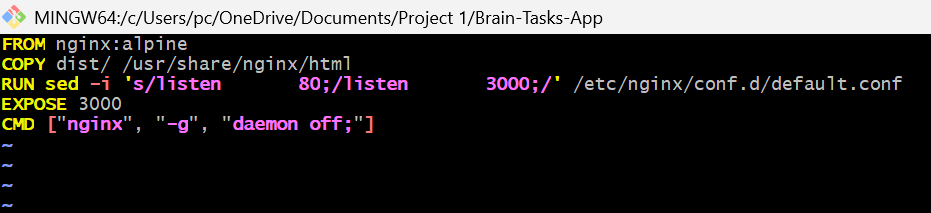 MINGW64:/c/Users/pc/OneDrive/Documents/Project 1/Brain-Tasks-App
FROM nginx:alpine
COPY dist/ /usr/share/nginx/html
RUN sed -i 's/listen       80;/listen       3000;/' /etc/nginx/conf.d/default.conf
EXPOSE 3000
CMD ["nginx", "-g", "daemon off;"]
~
~
~
~